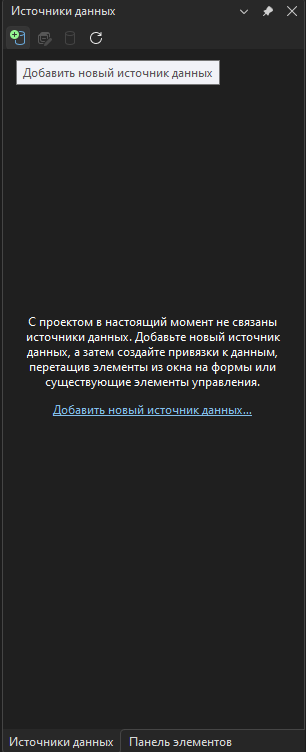 Источники данных
Добавить новый источник данных
С проектом в настоящий момент не связаны
источники данных. Добавьте новый источник
данных, а затем создайте привязки к данным,
перетащив элементы из окна на формы или
существующие элементы управления.
Добавить новый источник данных...
Источники данных
Панель элементов